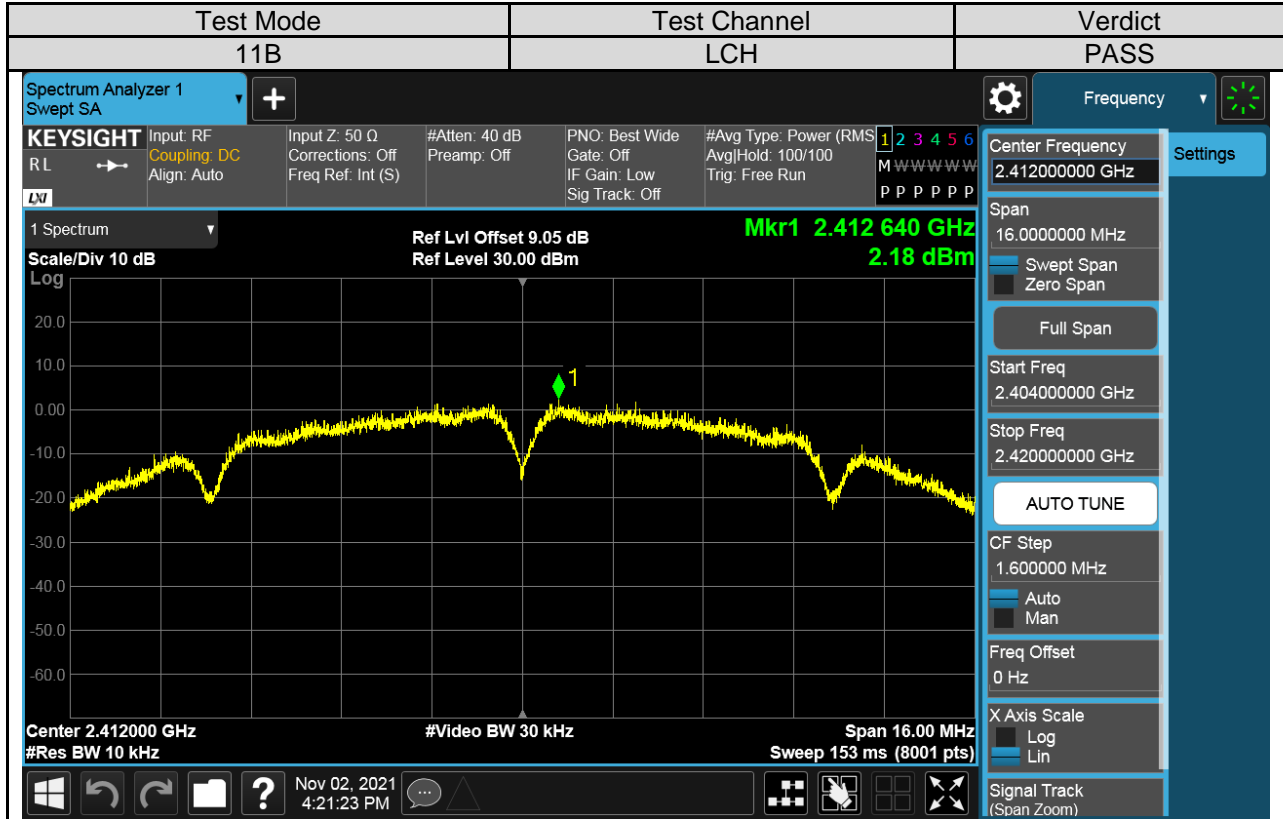 Test Mode Test Channel Verdict
11B LCH PASS
Spectrum Analyzer 1
Swept SA
+
Frequency
KEYSIGHT Input: RF Input Z: 50 Ω #Atten: 40 dB PNO: Best Wide #Avg Type: Power (RMS 1 2 3 4 5 6
RL Coupling: DC Corrections: Off Preamp: Off Gate: Off Avg|Hold: 100/100 M W W W W W
Align: Auto Freq Ref: Int (S) IF Gain: Low Trig: Free Run
LXI Sig Track: Off P P P P P P
1 Spectrum Ref Lvl Offset 9.05 dB Mkr1 2.412 640 GHz
Scale/Div 10 dB Ref Level 30.00 dBm 2.18 dBm
Log
20.0
10.0
1
0.00
-10.0
-20.0
-30.0
-40.0
-50.0
-60.0
Center 2.412000 GHz #Video BW 30 kHz Span 16.00 MHz
#Res BW 10 kHz Sweep 153 ms (8001 pts)
? Nov 02, 2021
4:21:23 PM
Center Frequency
2.412000000 GHz
Settings
Span
16.0000000 MHz
Swept Span
Zero Span
Full Span
Start Freq
2.404000000 GHz
Stop Freq
2.420000000 GHz
AUTO TUNE
CF Step
1.600000 MHz
Auto
Man
Freq Offset
0 Hz
X Axis Scale
Log
Lin
Signal Track
(Span Zoom)